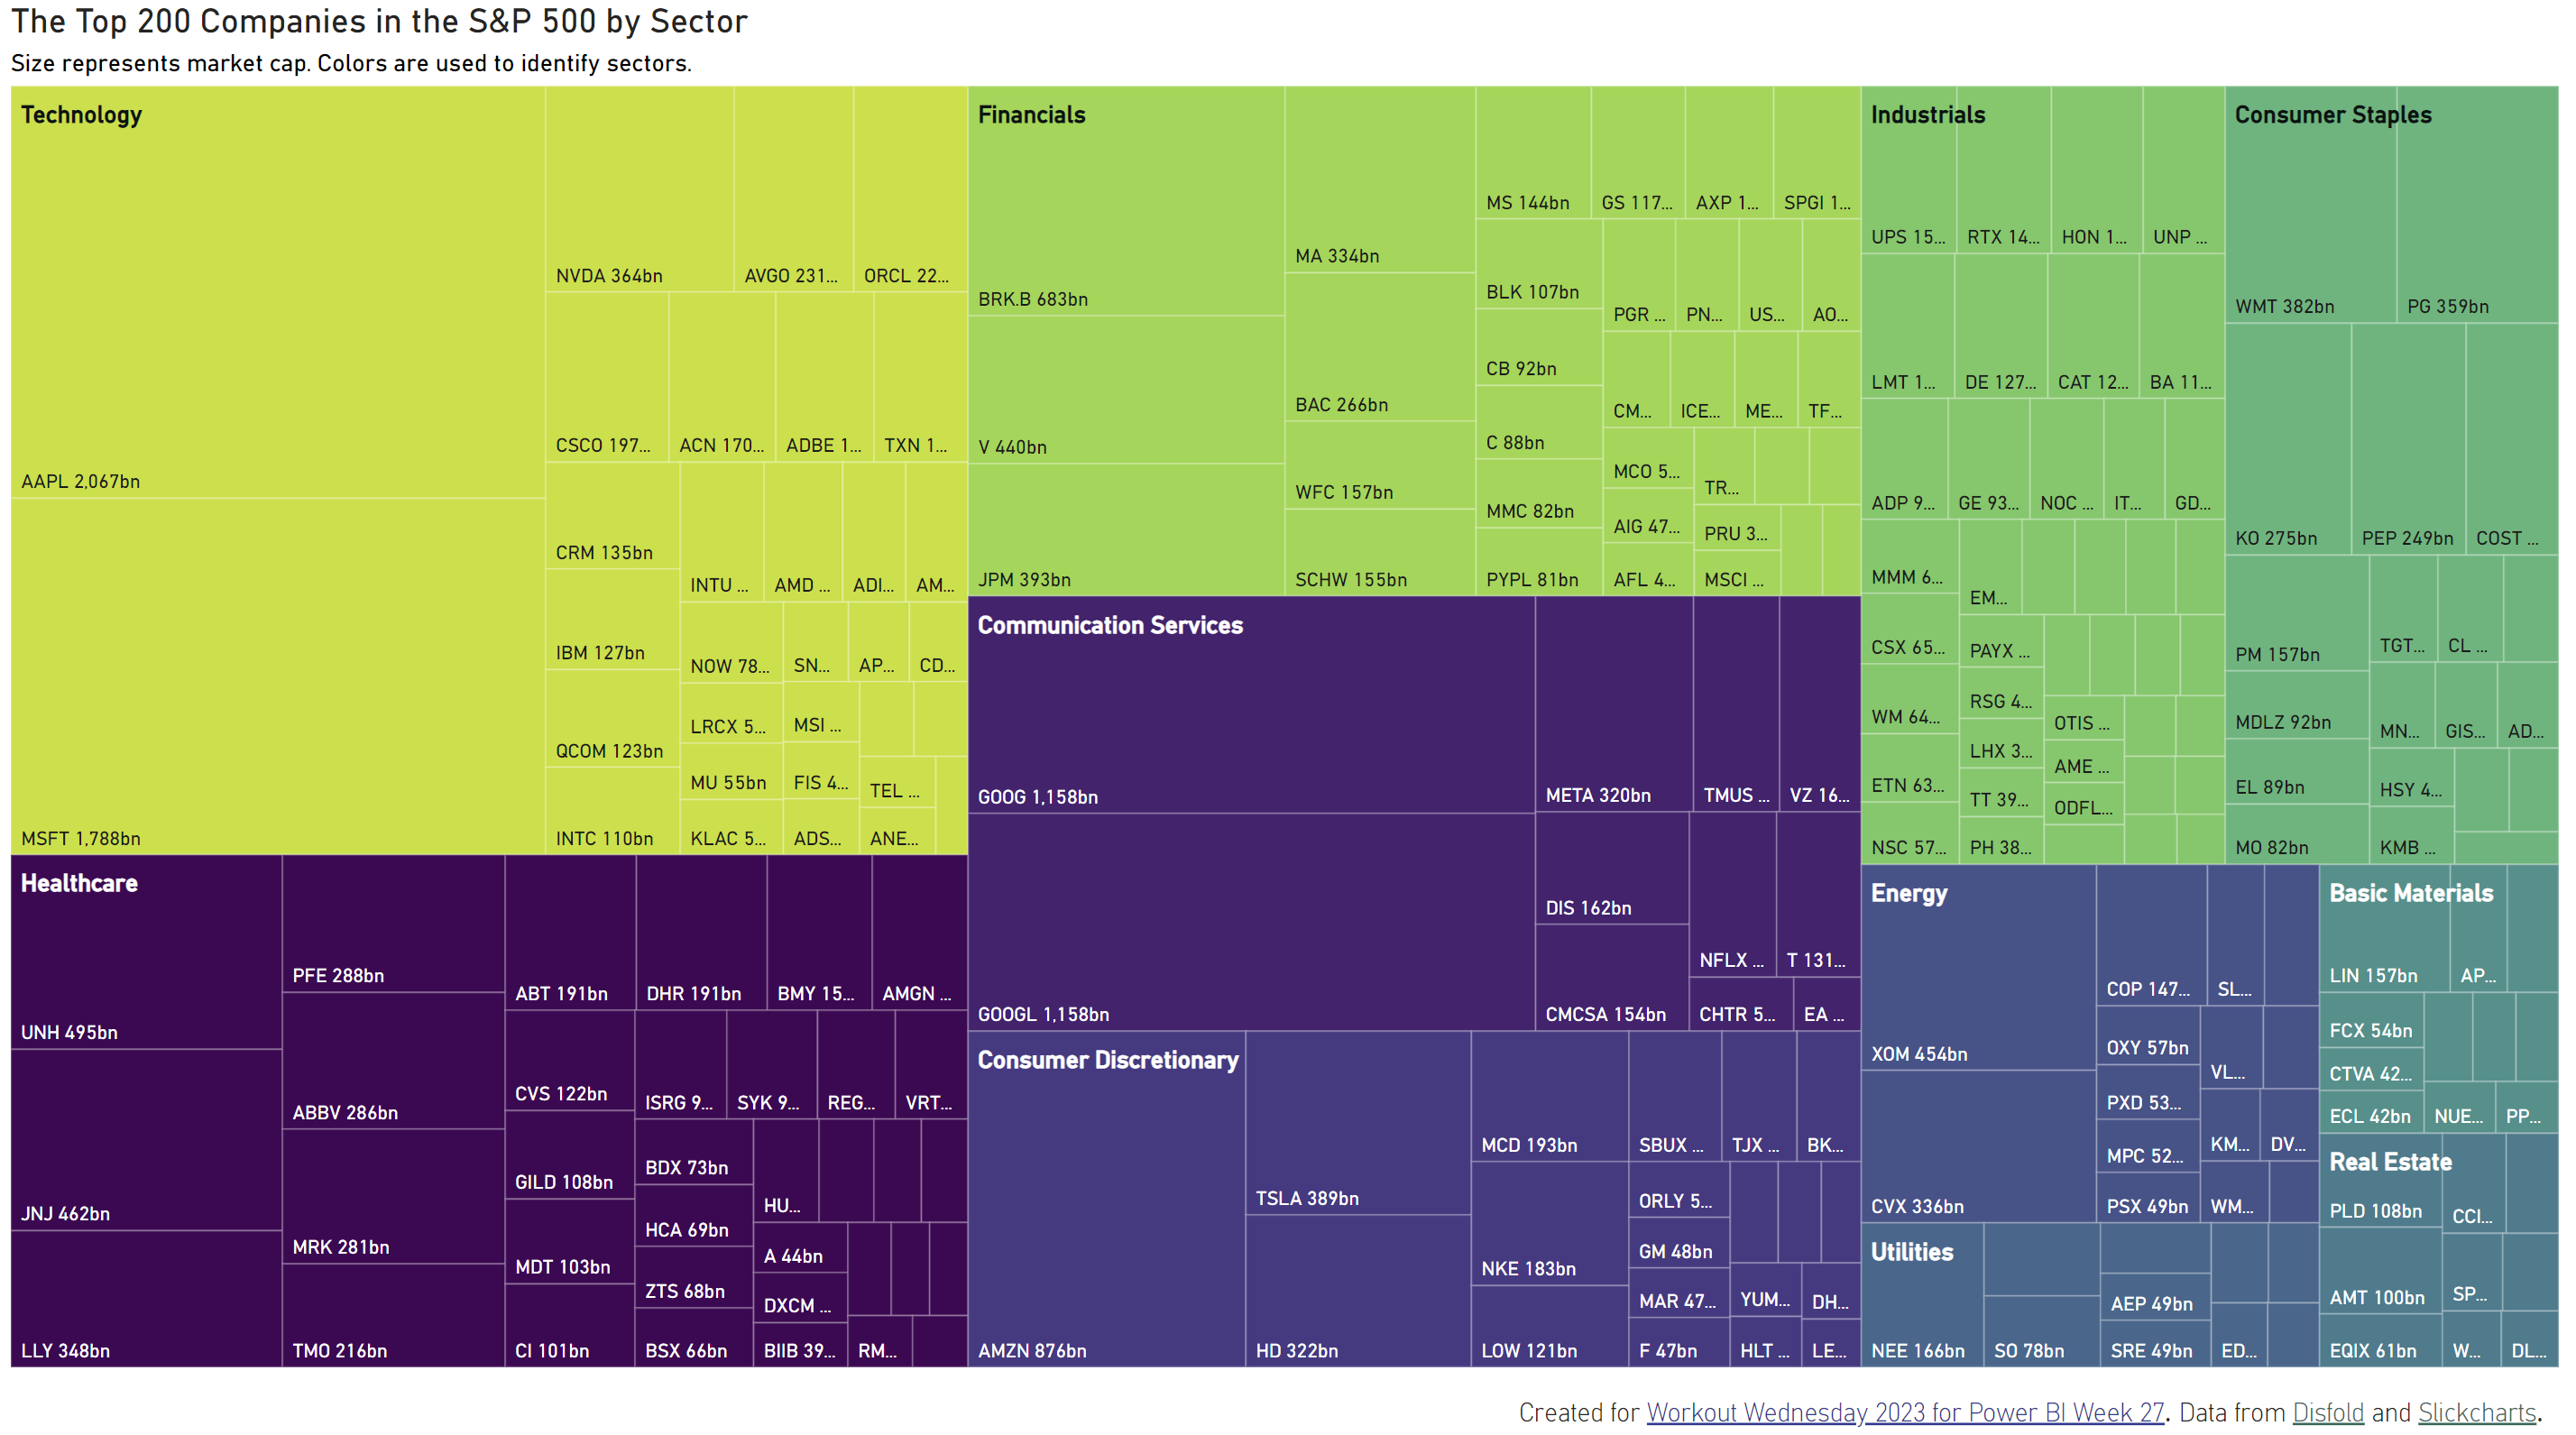 The Top 200 Companies in the S&P 500 by Sector
Size represents market cap. Colors are used to identify sectors.
Technology
AAPL 2,067bn
MSFT 1,788bn
NVDA 364bn
AVGO 231...
ORCL 22...
CSCO 197...
ACN 170...
ADBE 1...
TXN 1...
CRM 135bn
IBM 127bn
QCOM 123bn
INTC 110bn
INTU ...
AMD ...
ADI...
AM...
NOW 78...
SN...
AP...
CD...
LRCX 5...
MU 55bn
KLAC 5...
MSI ...
FIS 4...
ADS...
TEL ...
ANE...
Healthcare
UNH 495bn
JNJ 462bn
LLY 348bn
PFE 288bn
ABBV 286bn
MRK 281bn
TMO 216bn
ABT 191bn
DHR 191bn
BMY 15...
AMGN ...
CVS 122bn
GILD 108bn
MDT 103bn
CI 101bn
ISRG 9...
SYK 9...
REG...
VRT...
BDX 73bn
HCA 69bn
ZTS 68bn
BSX 66bn
HU...
A 44bn
DXCM ...
BIIB 39...
RM...
Financials
BRK.B 683bn
V 440bn
JPM 393bn
MA 334bn
BAC 266bn
WFC 157bn
SCHW 155bn
MS 144bn
GS 117...
AXP 1...
SPGI 1...
BLK 107bn
CB 92bn
C 88bn
MMC 82bn
PYPL 81bn
PGR ...
PN...
US...
AO...
CM...
ICE...
ME...
TF...
MCO 5...
AIG 47...
AFL 4...
TR...
PRU 3...
MSCI ...
Communication Services
GOOG 1,158bn
GOOGL 1,158bn
META 320bn
TMUS ...
VZ 16...
DIS 162bn
CMCSA 154bn
NFLX ...
T 131...
CHTR 5...
EA ...
Consumer Discretionary
AMZN 876bn
TSLA 389bn
HD 322bn
MCD 193bn
NKE 183bn
LOW 121bn
SBUX ...
TJX ...
BK...
ORLY 5...
GM 48bn
MAR 47...
F 47bn
YUM...
DH...
HLT ...
LE...
Industrials
UPS 15...
RTX 14...
HON 1...
UNP ...
LMT 1...
DE 127...
CAT 12...
BA 11...
ADP 9...
GE 93...
NOC ...
IT...
GD...
MMM 6...
CSX 65...
WM 64...
ETN 63...
NSC 57...
EM...
PAYX ...
RSG 4...
LHX 3...
TT 39...
PH 38...
OTIS ...
AME ...
ODFL...
Consumer Staples
WMT 382bn
PG 359bn
KO 275bn
PEP 249bn
COST ...
PM 157bn
MDLZ 92bn
EL 89bn
MO 82bn
TGT...
CL ...
MN...
GIS...
AD...
HSY 4...
KMB ...
Energy
XOM 454bn
CVX 336bn
COP 147...
SL...
OXY 57bn
PXD 53...
MPC 52...
PSX 49bn
VL...
KM...
DV...
WM...
Utilities
NEE 166bn
SO 78bn
AEP 49bn
SRE 49bn
ED...
Basic Materials
LIN 157bn
AP...
FCX 54bn
CTVA 42...
ECL 42bn
NUE...
PP...
Real Estate
PLD 108bn
AMT 100bn
EQIX 61bn
CCI...
SP...
W...
DL...
Created for Workout Wednesday 2023 for Power BI Week 27. Data from Disfold and Slickcharts.